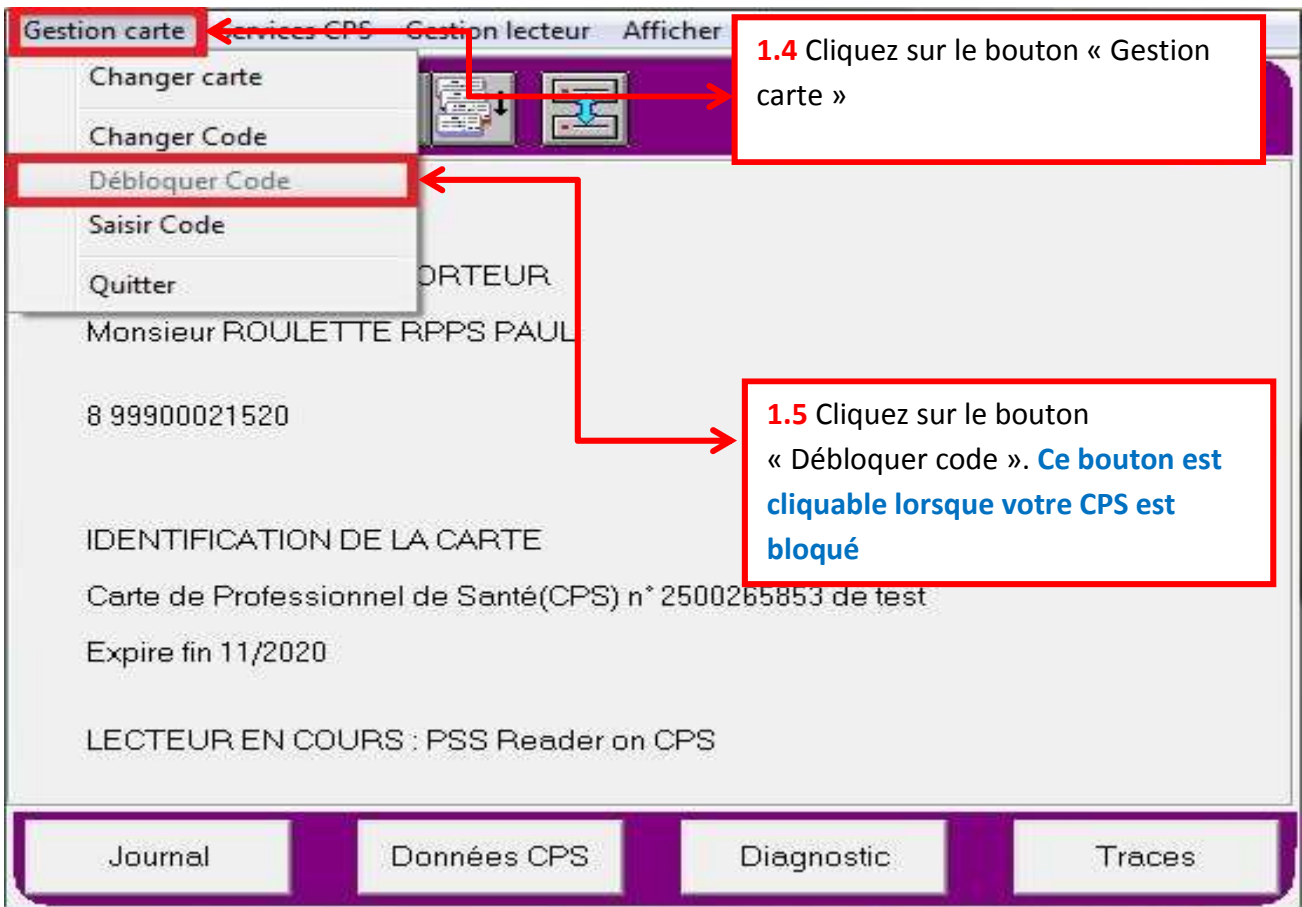 Gestion carte Services CPS Gestion lecteur Afficher
1.4 Cliquez sur le bouton « Gestion
carte »
Changer carte
Changer Code
Débloquer Code
Saisir Code
Quitter
ORTEUR
Monsieur ROULETTE RPPS PAUL
8 99900021520
1.5 Cliquez sur le bouton
« Débloquer code ». Ce bouton est
cliquable lorsque votre CPS est
bloqué
IDENTIFICATION DE LA CARTE
Carte de Professionnel de Santé(CPS) n° 2500265853 de test
Expire fin 11/2020
LECTEUR EN COURS : PSS Reader on CPS
Journal Données CPS Diagnostic Traces